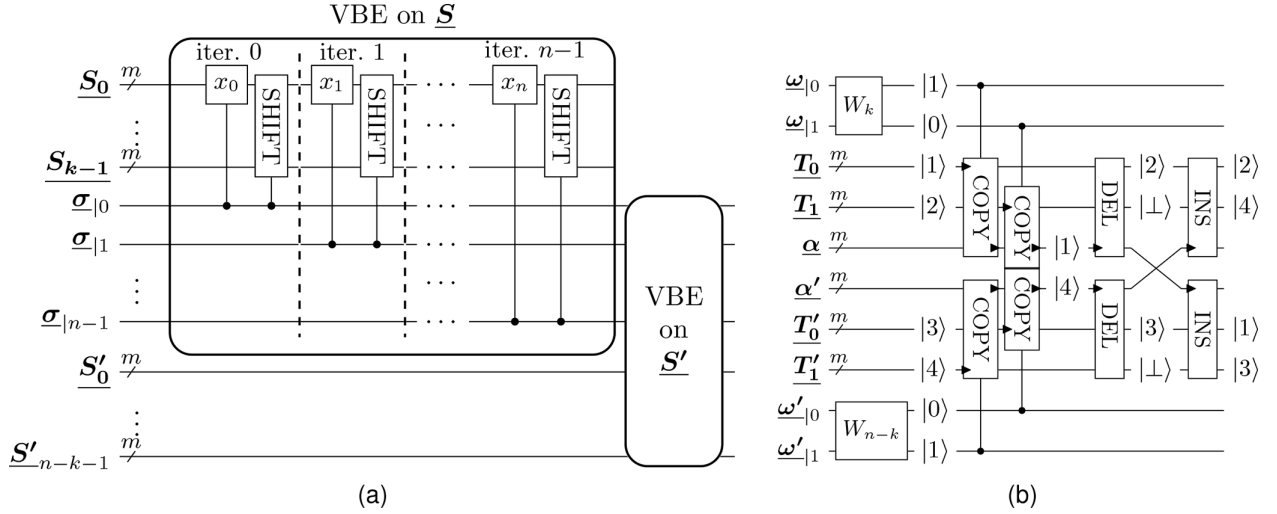 VBE on S
iter. 0 iter. 1 iter. n−1
S0 m x0 SHIFT x1 SHIFT · · · xn SHIFT
⋮ · · ·
Sk−1 m · · ·
σ|0 · · ·
σ|1 · · ·
⋮ · · ·
σ|n−1 · · ·
VBE
on
S′
S′0 m
⋮
S′n−k−1 m
(a)
ω|0 Wk |1⟩
ω|1 |0⟩
T0 m |1⟩ COPY COPY DEL |2⟩ INS |2⟩
T1 m |2⟩ |⊥⟩ |4⟩
α m |1⟩
α′ m |4⟩
T′0 m |3⟩ COPY COPY DEL |3⟩ INS |1⟩
T′1 m |4⟩ |⊥⟩ |3⟩
ω′|0 Wn−k |0⟩
ω′|1 |1⟩
(b)